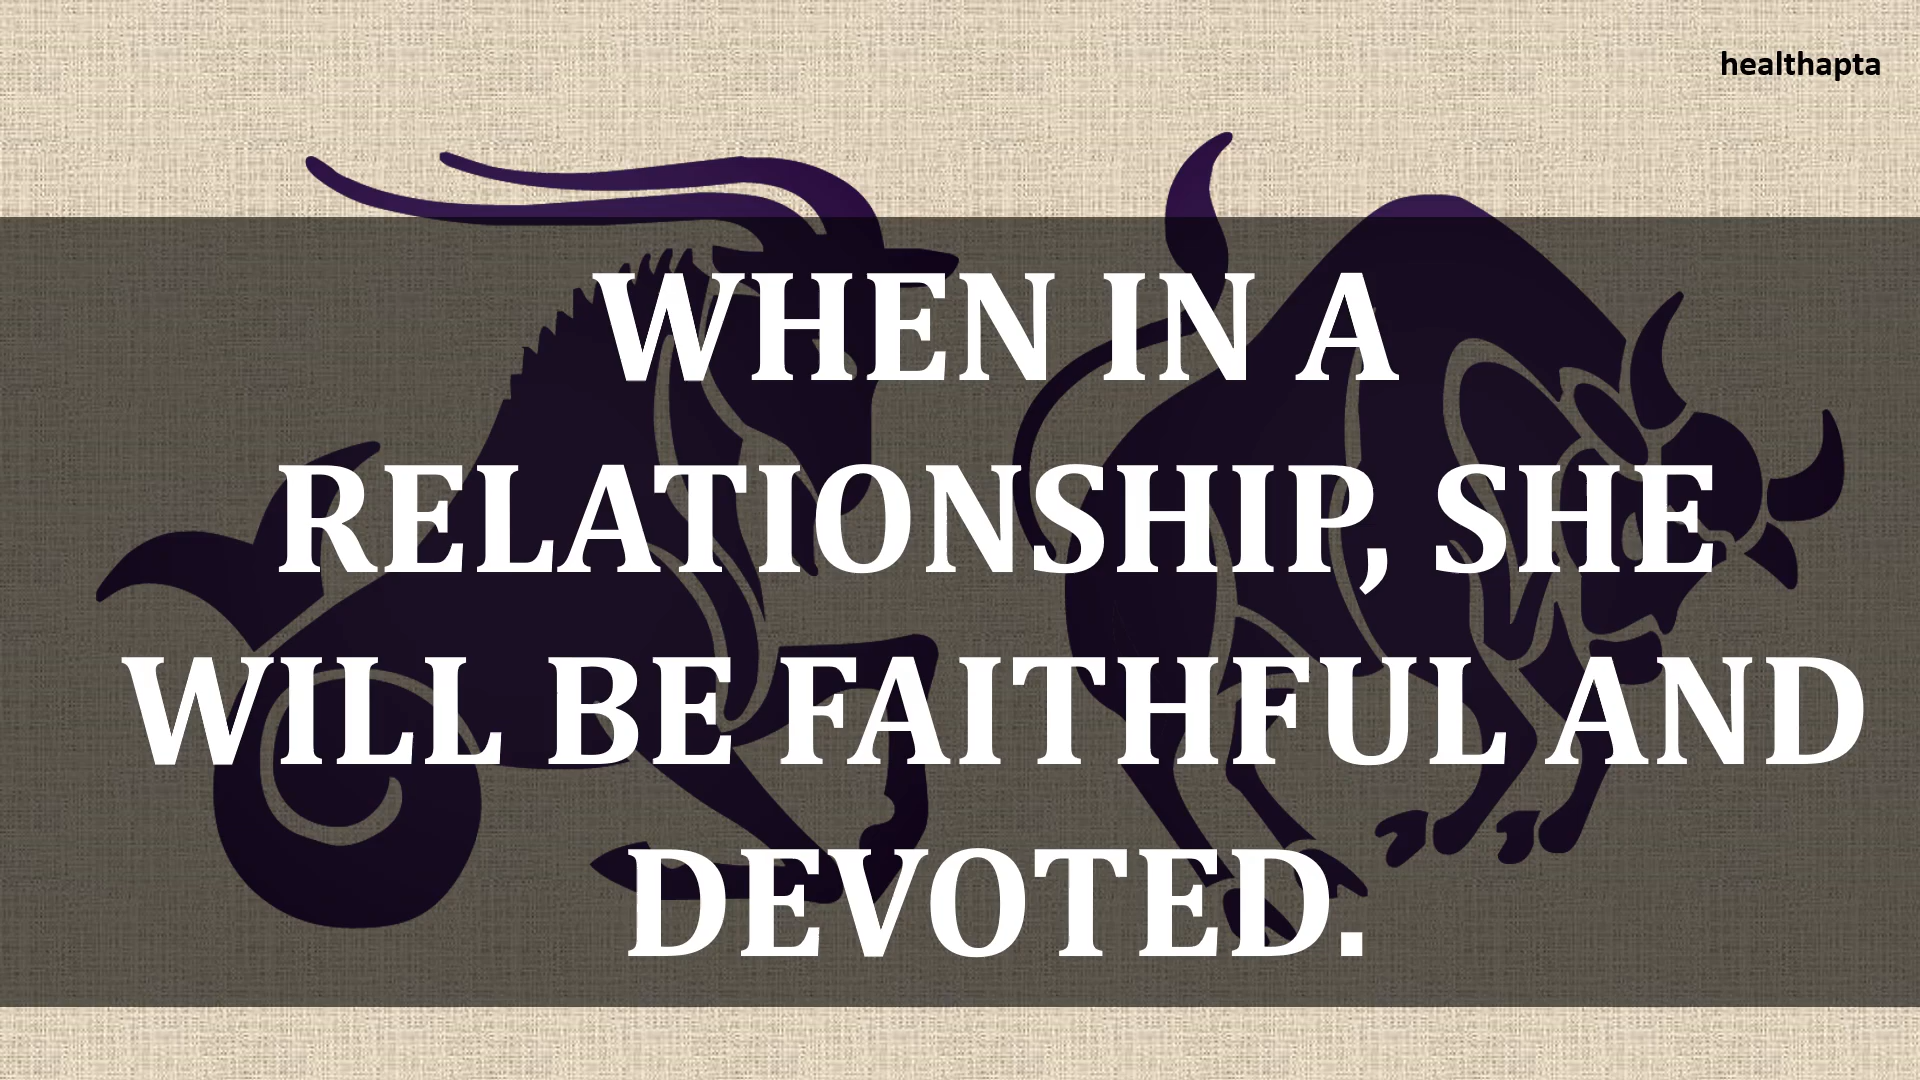 healthapta
WHEN IN A
RELATIONSHIP, SHE
WILL BE FAITHFUL AND
DEVOTED.